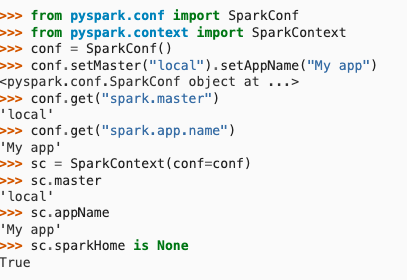 >>> from pyspark.conf import SparkConf
>>> from pyspark.context import SparkContext
>>> conf = SparkConf()
>>> conf.setMaster("local").setAppName("My app")
<pyspark.conf.SparkConf object at ...>
>>> conf.get("spark.master")
'local'
>>> conf.get("spark.app.name")
'My app'
>>> sc = SparkContext(conf=conf)
>>> sc.master
'local'
>>> sc.appName
'My app'
>>> sc.sparkHome is None
True